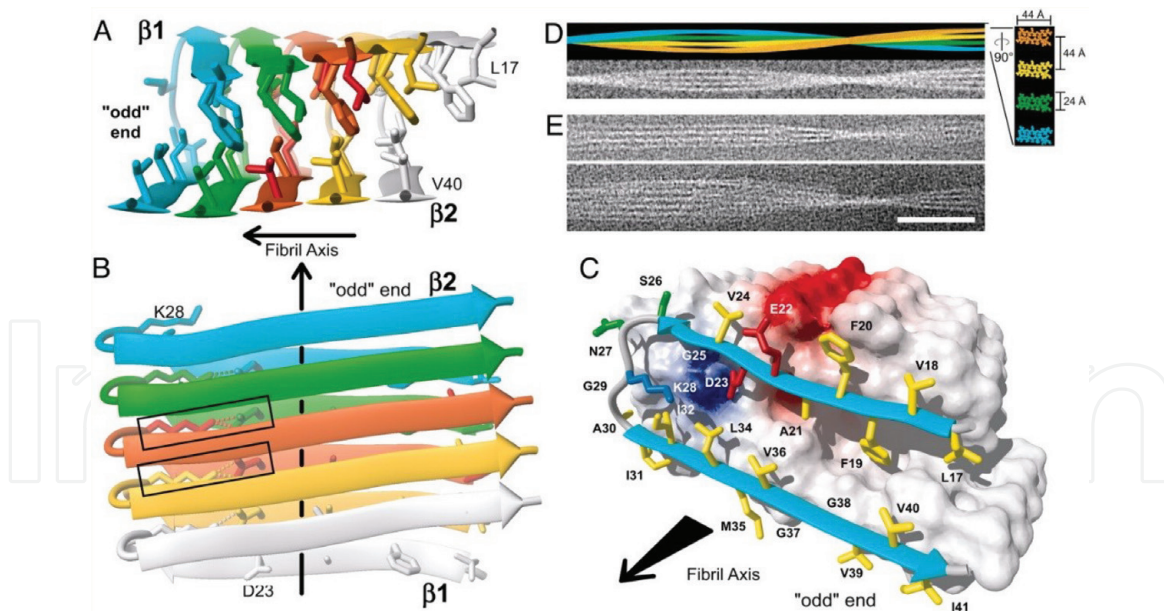 A
β1
L17
"odd"
end
V40
β2
Fibril Axis
D
44 Å
90°
44 Å
24 Å
E
B
"odd" end
β2
K28
D23
β1
C
S26
V24
E22
F20
N27
G25
V18
G29
K28
D23
I32
A30
L34
A21
I31
V36
F19
L17
G38
V40
M35
G37
V39
Fibril Axis
"odd" end
I41